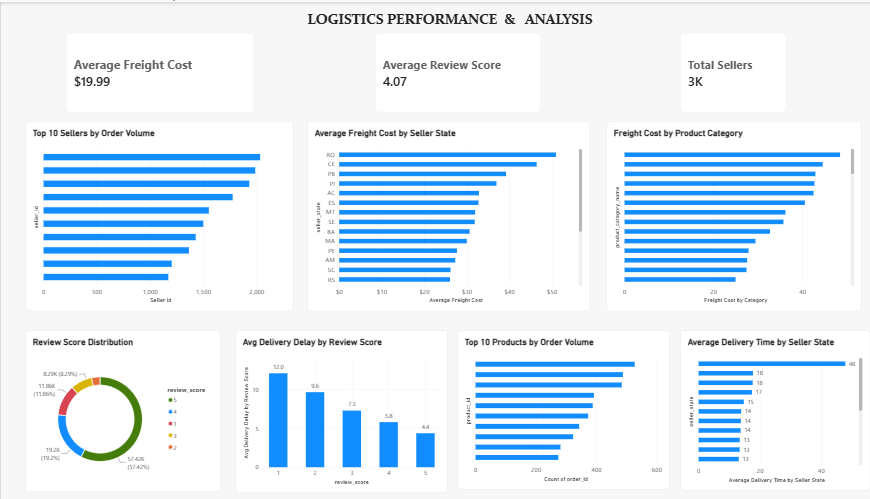 LOGISTICS PERFORMANCE & ANALYSIS
Average Freight Cost
$19.99
Average Review Score
4.07
Total Sellers
3K
Top 10 Sellers by Order Volume
seller_id
0 500 1,000 1,500 2,000
Seller Id
Average Freight Cost by Seller State
seller_state
RO
CE
PB
PI
AC
ES
MT
SE
BA
MA
PE
AM
SC
RS
$0 $10 $20 $30 $40 $50
Average Freight Cost
Freight Cost by Product Category
product_category_name
0 20 40
Freight Cost by Category
Review Score Distribution
8.29K (8.29%)
11.86K
(11.86%)
19.2K
(19.2%)
57.42K
(57.42%)
review_score
5
4
1
3
2
Avg Delivery Delay by Review Score
Avg Delivery Delay by Review Score
10
5
0
12.0
9.6
7.3
5.8
4.4
1 2 3 4 5
review_score
Top 10 Products by Order Volume
product_id
0 200 400 600
Count of order_id
Average Delivery Time by Seller State
seller_state
48
18
18
17
15
14
14
14
13
13
13
0 20 40
Average Delivery Time by Seller State